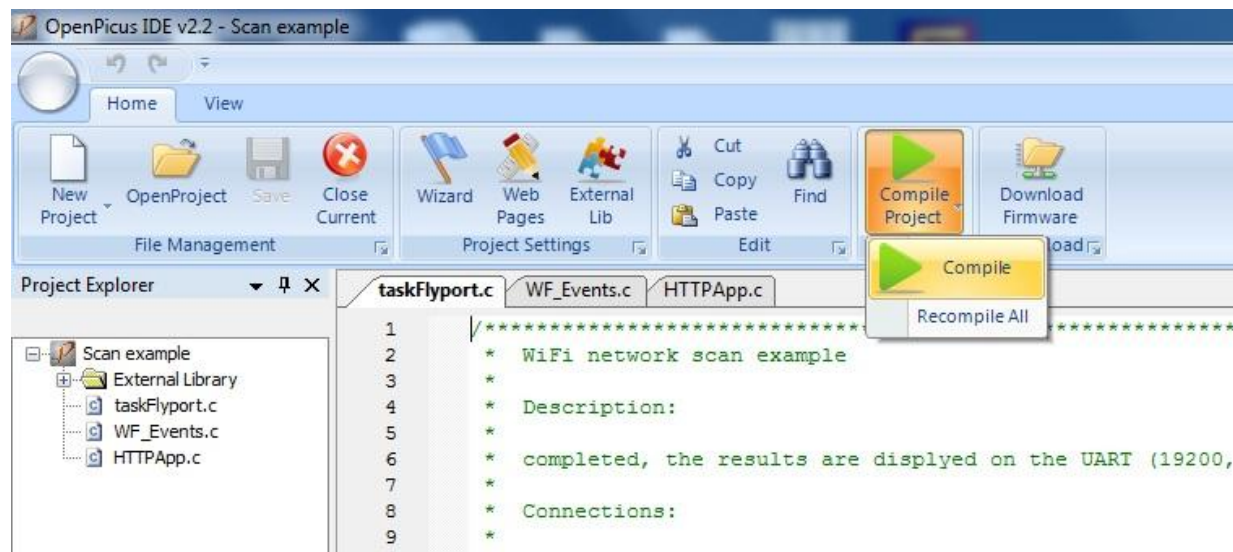 OpenPicus IDE v2.2 - Scan example
Home View
New Project
OpenProject
Save
Close Current
Wizard
Web Pages
External Lib
Cut
Copy
Paste
Find
Compile Project
Download Firmware
File Management
Project Settings
Edit
oad
Compile
Recompile All
Project Explorer
Scan example
External Library
taskFlyport.c
WF_Events.c
HTTPApp.c
taskFlyport.c WF_Events.c HTTPApp.c
1 /******************************************************
2 * WiFi network scan example
3 *
4 * Description:
5 *
6 * completed, the results are displyed on the UART (19200,
7 *
8 * Connections:
9 *